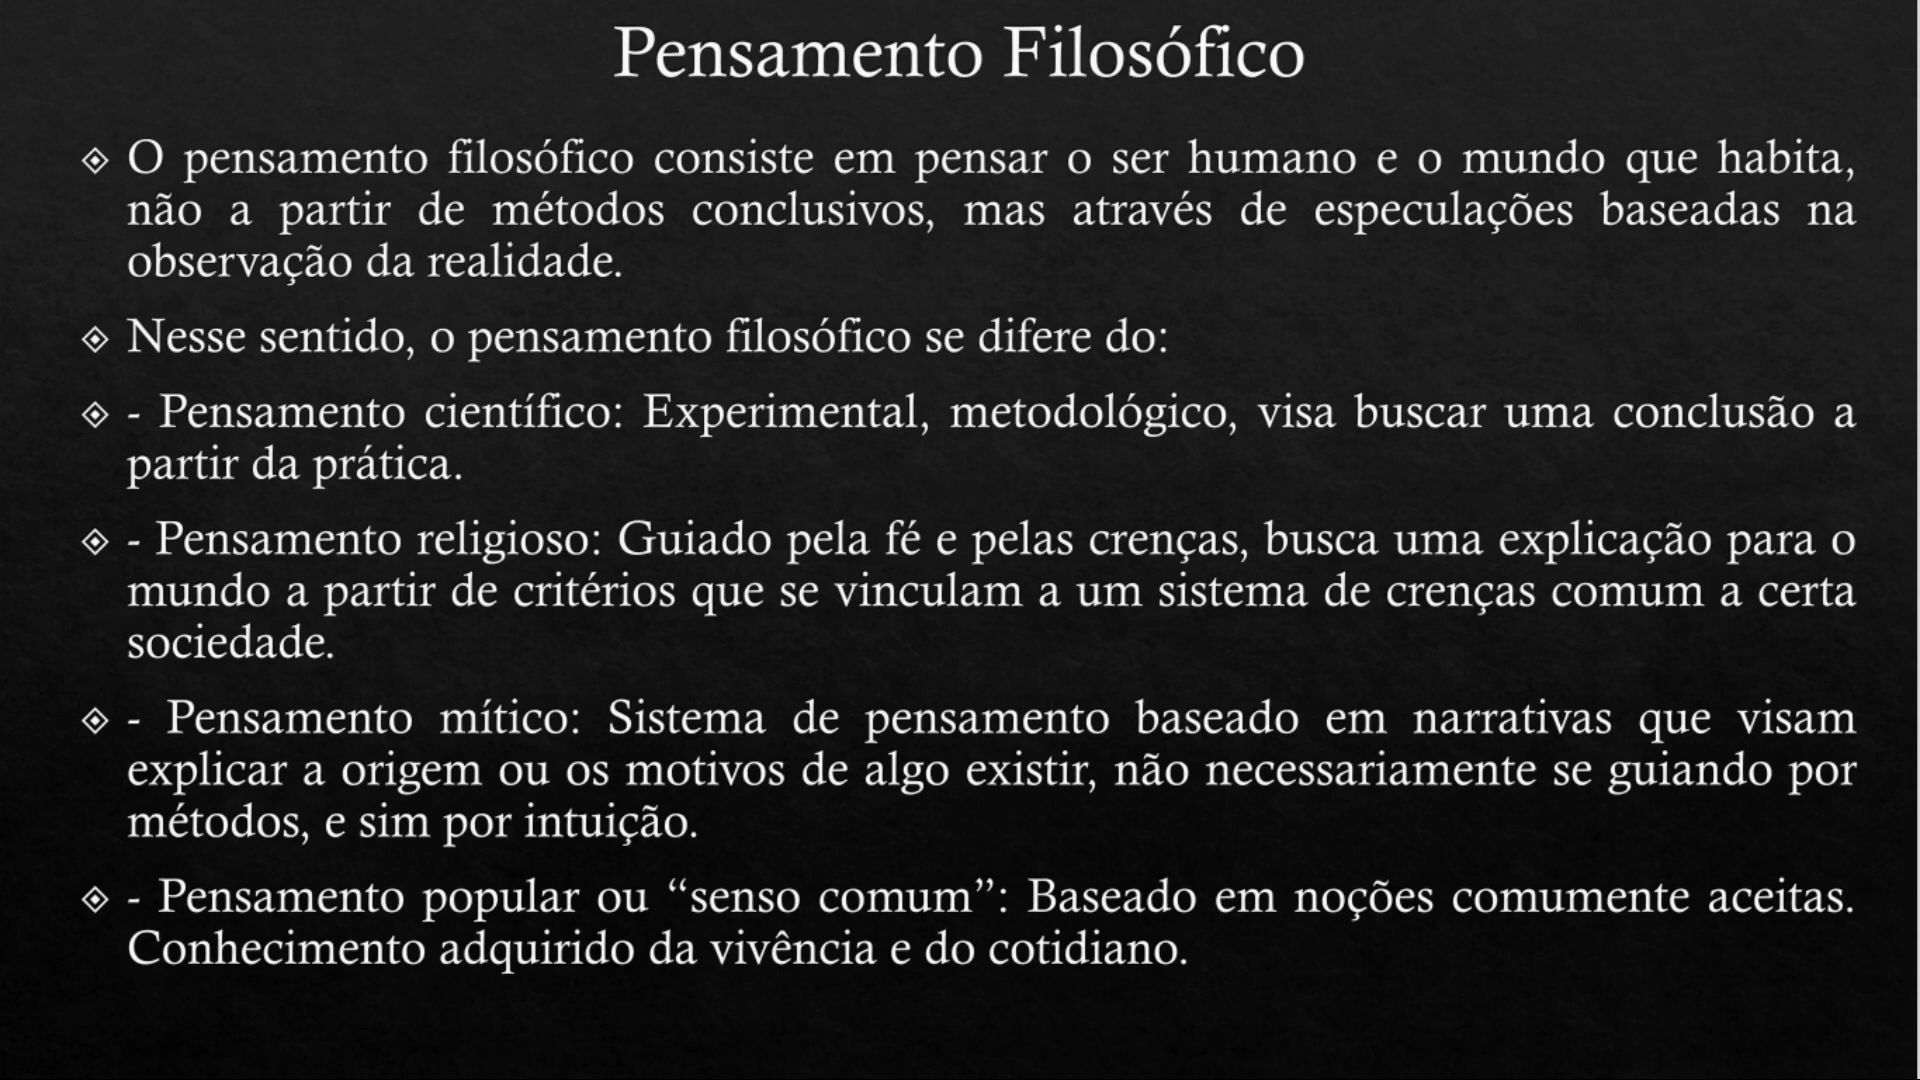 Pensamento Filosófico
O pensamento filosófico consiste em pensar o ser humano e o mundo que habita,
não a partir de métodos conclusivos, mas através de especulações baseadas na
observação da realidade.
Nesse sentido, o pensamento filosófico se difere do:
- Pensamento científico: Experimental, metodológico, visa buscar uma conclusão a
partir da prática.
- Pensamento religioso: Guiado pela fé e pelas crenças, busca uma explicação para o
mundo a partir de critérios que se vinculam a um sistema de crenças comum a certa
sociedade.
- Pensamento mítico: Sistema de pensamento baseado em narrativas que visam
explicar a origem ou os motivos de algo existir, não necessariamente se guiando por
métodos, e sim por intuição.
- Pensamento popular ou “senso comum”: Baseado em noções comumente aceitas.
Conhecimento adquirido da vivência e do cotidiano.